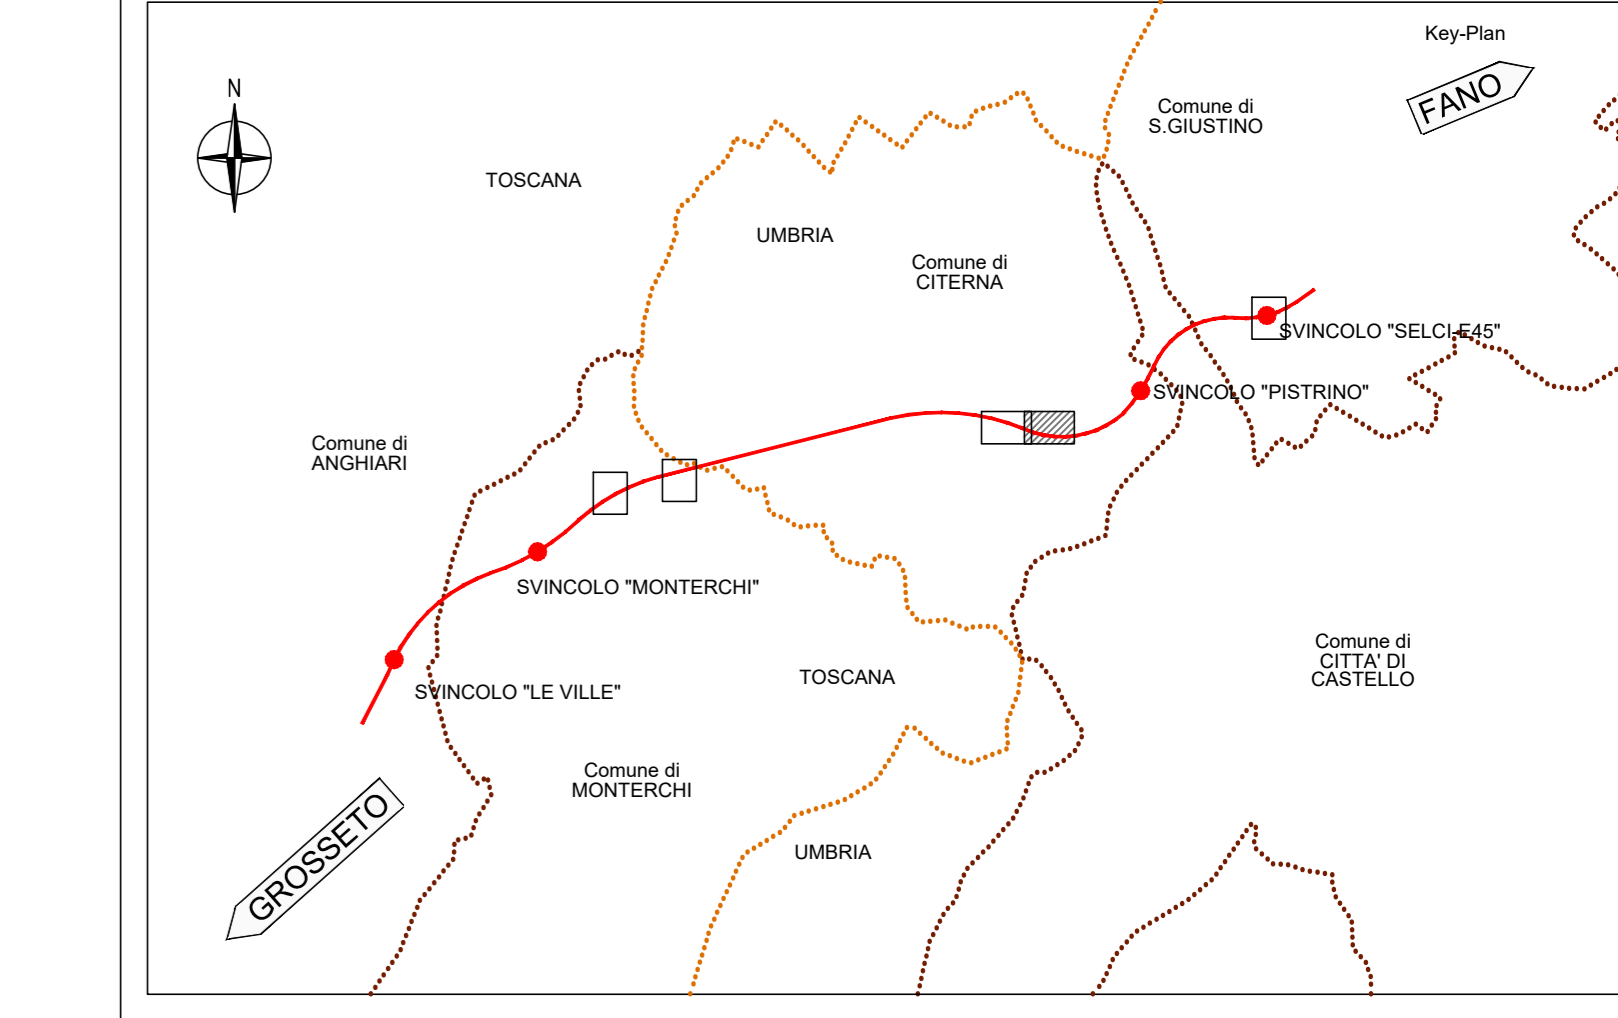 Key-Plan
FANO
N
Comune di
S.GIUSTINO
TOSCANA
UMBRIA
Comune di
CITERNA
SVINCOLO "SELCI-E45"
SVINCOLO "PISTRINO"
Comune di
ANGHIARI
SVINCOLO "MONTERCHI"
Comune di
CITTA' DI
CASTELLO
TOSCANA
SVINCOLO "LE VILLE"
Comune di
MONTERCHI
GROSSETO
UMBRIA